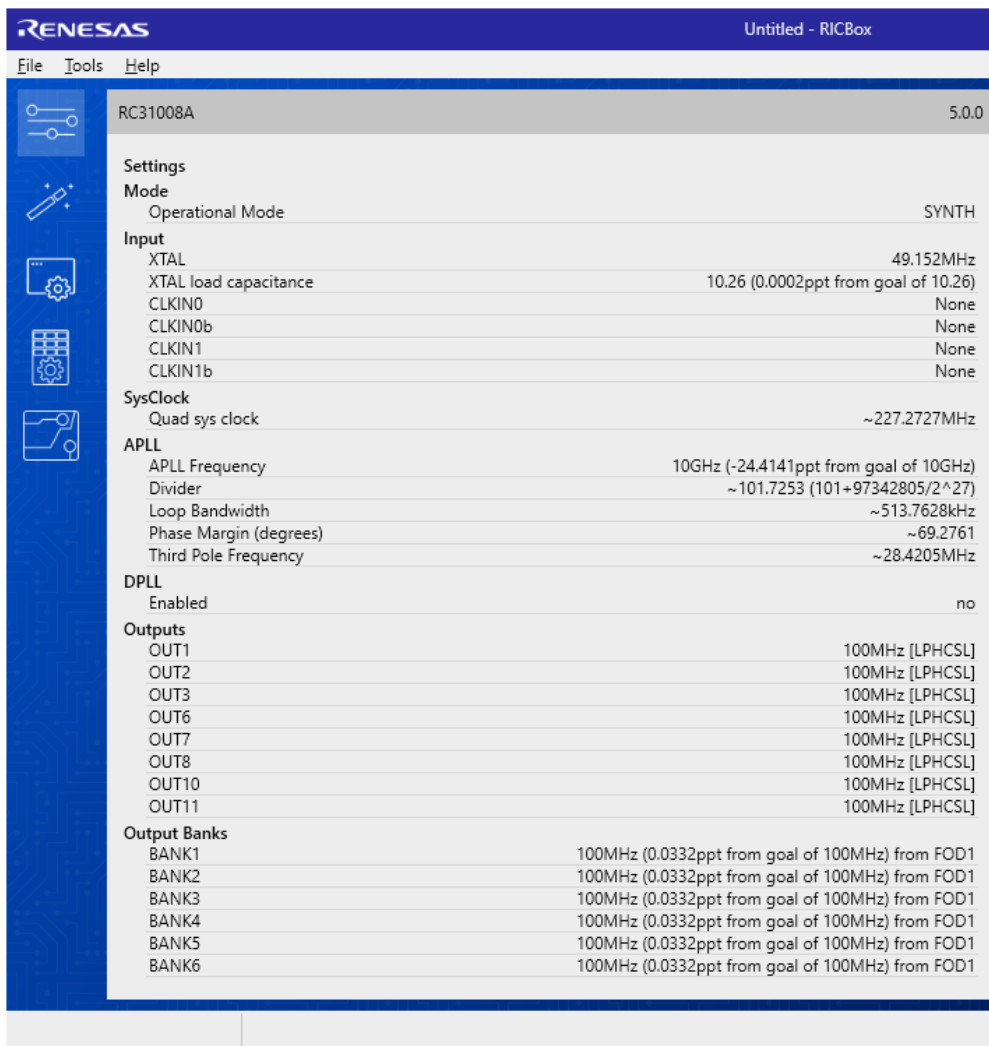 RENESAS
Untitled - RICBox
File Tools Help
RC31008A 5.0.0
Settings
Mode
Operational Mode SYNTH
Input
XTAL 49.152MHz
XTAL load capacitance 10.26 (0.0002ppt from goal of 10.26)
CLKIN0 None
CLKIN0b None
CLKIN1 None
CLKIN1b None
SysClock
Quad sys clock ~227.2727MHz
APLL
APLL Frequency 10GHz (-24.4141ppt from goal of 10GHz)
Divider ~101.7253 (101+97342805/2^27)
Loop Bandwidth ~513.7628kHz
Phase Margin (degrees) ~69.2761
Third Pole Frequency ~28.4205MHz
DPLL
Enabled no
Outputs
OUT1 100MHz [LPHCSL]
OUT2 100MHz [LPHCSL]
OUT3 100MHz [LPHCSL]
OUT6 100MHz [LPHCSL]
OUT7 100MHz [LPHCSL]
OUT8 100MHz [LPHCSL]
OUT10 100MHz [LPHCSL]
OUT11 100MHz [LPHCSL]
Output Banks
BANK1 100MHz (0.0332ppt from goal of 100MHz) from FOD1
BANK2 100MHz (0.0332ppt from goal of 100MHz) from FOD1
BANK3 100MHz (0.0332ppt from goal of 100MHz) from FOD1
BANK4 100MHz (0.0332ppt from goal of 100MHz) from FOD1
BANK5 100MHz (0.0332ppt from goal of 100MHz) from FOD1
BANK6 100MHz (0.0332ppt from goal of 100MHz) from FOD1